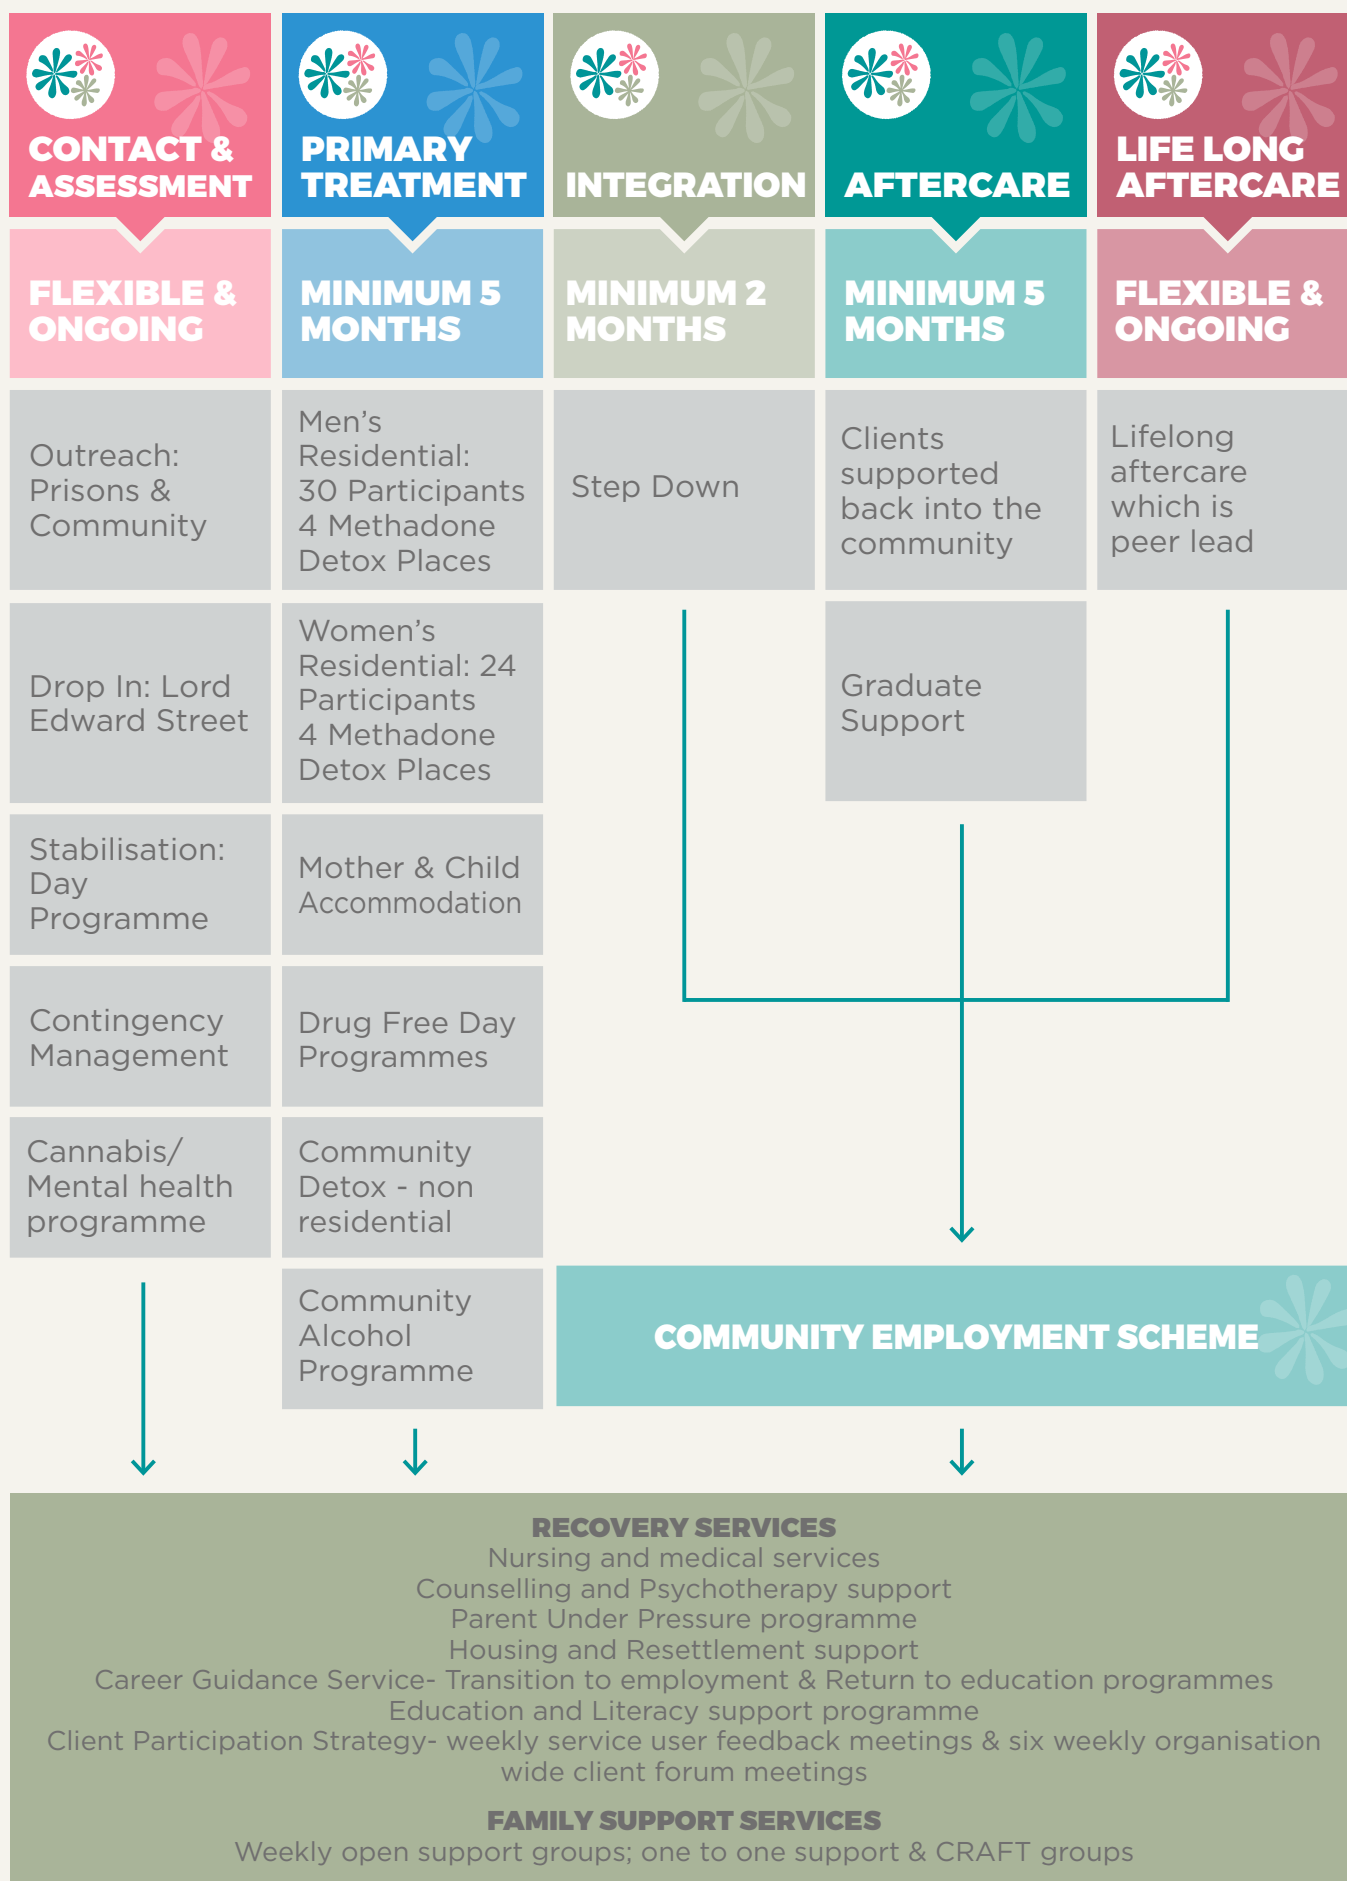 CONTACT &
ASSESSMENT
FLEXIBLE &
ONGOING
Outreach:
Prisons &
Community
Drop In: Lord
Edward Street
Stabilisation:
Day
Programme
Contingency
Management
Cannabis/
Mental health
programme
PRIMARY
TREATMENT
MINIMUM 5
MONTHS
Men’s
Residential:
30 Participants
4 Methadone
Detox Places
Women’s
Residential: 24
Participants
4 Methadone
Detox Places
Mother & Child
Accommodation
Drug Free Day
Programmes
Community
Detox - non
residential
Community
Alcohol
Programme
INTEGRATION
MINIMUM 2
MONTHS
Step Down
AFTERCARE
MINIMUM 5
MONTHS
Clients
supported
back into the
community
Graduate
Support
LIFE LONG
AFTERCARE
FLEXIBLE &
ONGOING
Lifelong
aftercare
which is
peer lead
COMMUNITY EMPLOYMENT SCHEME
RECOVERY SERVICES
Nursing and medical services
Counselling and Psychotherapy support
Parent Under Pressure programme
Housing and Resettlement support
Career Guidance Service- Transition to employment & Return to education programmes
Education and Literacy support programme
Client Participation Strategy- weekly service user feedback meetings & six weekly organisation
wide client forum meetings
FAMILY SUPPORT SERVICES
Weekly open support groups; one to one support & CRAFT groups